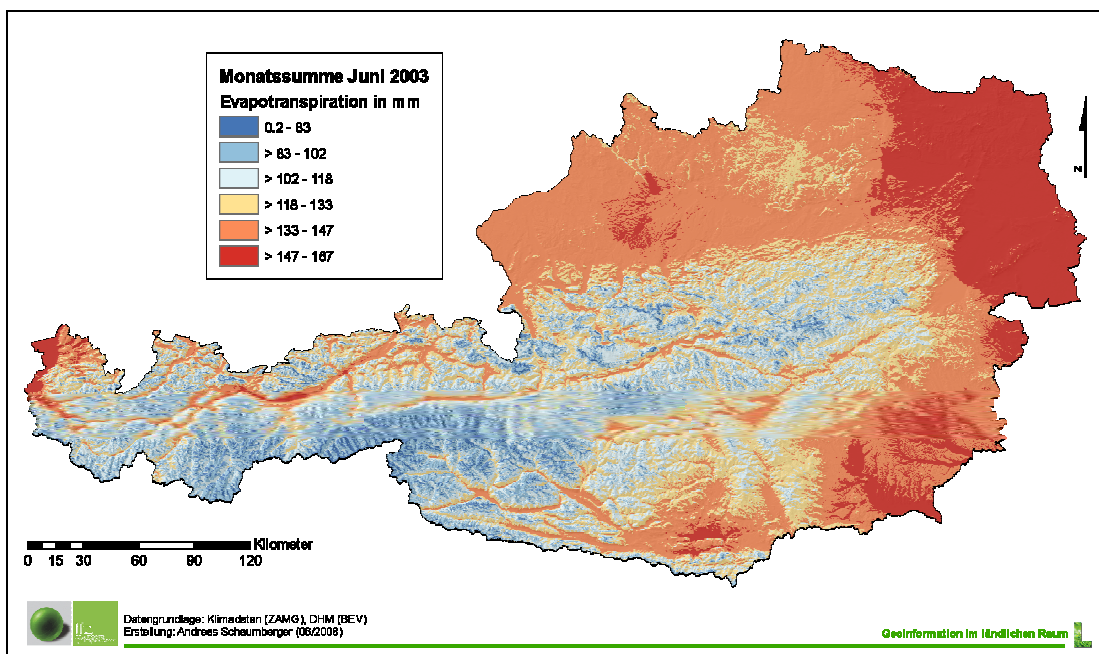 Monatssumme Juni 2003
Evapotranspiration in mm
0.2 - 83
> 83 - 102
> 102 - 118
> 118 - 133
> 133 - 147
> 147 - 167
N
Kilometer
0 15 30 60 90 120
Datengrundlage: Klimadaten (ZAMG), DHM (BEV)
Erstellung: Andreas Schaumberger (06/2008)
Geoinformation im ländlichen Raum